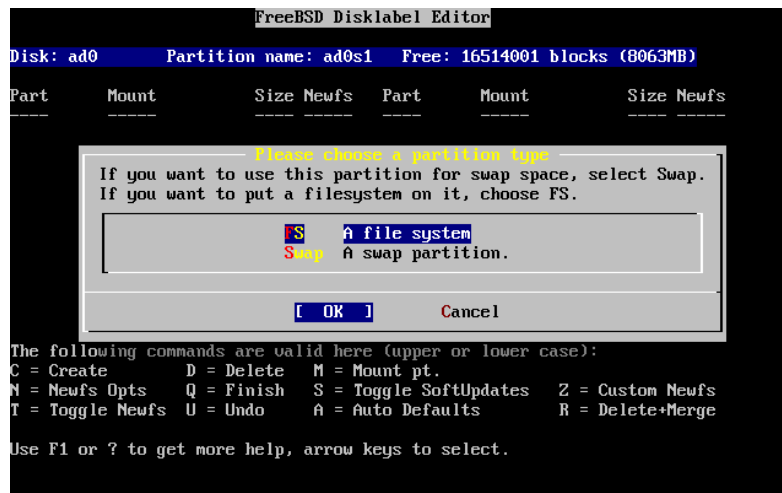 FreeBSD Disklabel Editor
Disk: ad0 Partition name: ad0s1 Free: 16514001 blocks (8063MB)
Part Mount Size Newfs Part Mount Size Newfs
---- ----- ---- ----- ---- ----- ---- -----
Please choose a partition type
If you want to use this partition for swap space, select Swap.
If you want to put a filesystem on it, choose FS.
FS A file system
Swap A swap partition.
[ OK ] Cancel
The following commands are valid here (upper or lower case):
C = Create D = Delete M = Mount pt.
N = Newfs Opts Q = Finish S = Toggle SoftUpdates Z = Custom Newfs
T = Toggle Newfs U = Undo A = Auto Defaults R = Delete+Merge
Use F1 or ? to get more help, arrow keys to select.